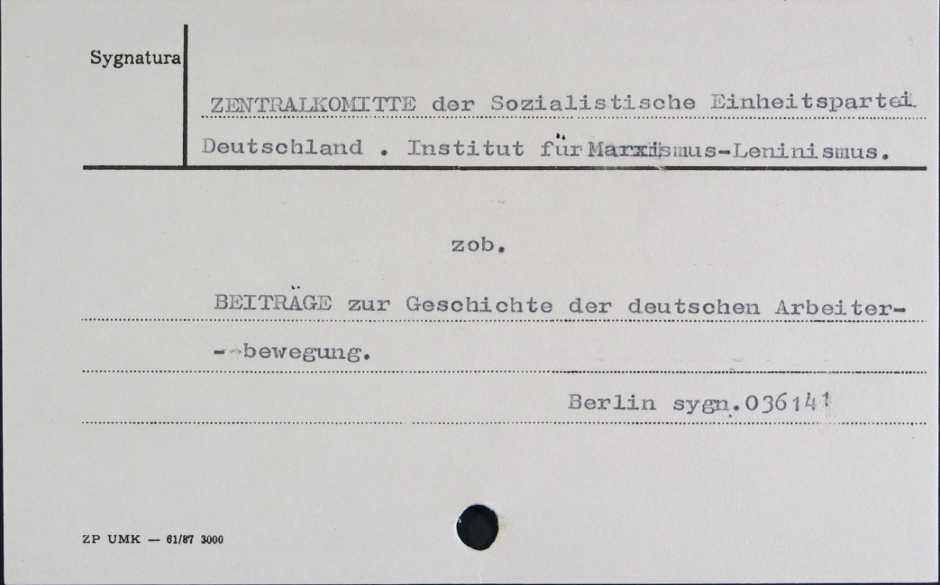 Sygnatura
ZENTRALKOMITTE der Sozialistische Einheitspartei
Deutschland . Institut für Marxismus-Leninismus.
zob.
BEITRÄGE zur Geschichte der deutschen Arbeiter-
- -bewegung.
Berlin sygn.036141
ZP UMK — 61/87 3000